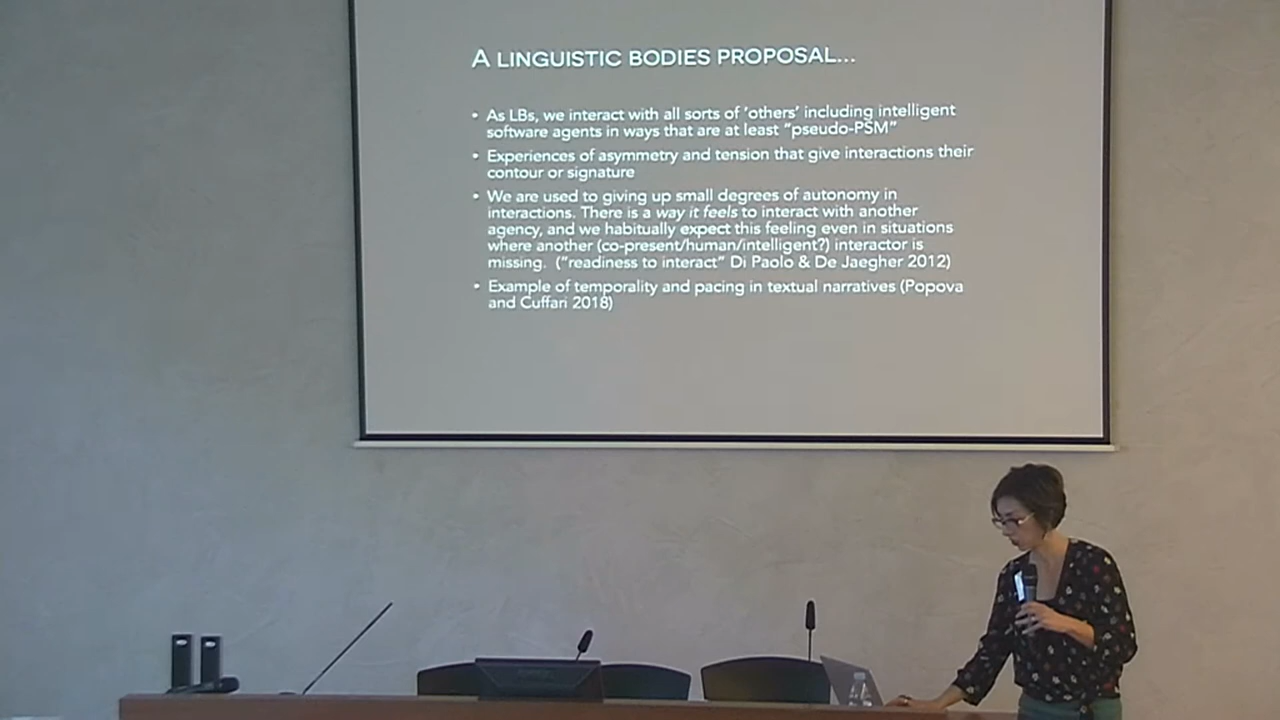 A LINGUISTIC BODIES PROPOSAL...
• As LBs, we interact with all sorts of 'others' including intelligent
software agents in ways that are at least "pseudo-PSM"
• Experiences of asymmetry and tension that give interactions their
contour or signature
• We are used to giving up small degrees of autonomy in
interactions. There is a way it feels to interact with another
agency, and we habitually expect this feeling even in situations
where another (co-present/human/intelligent?) interactor is
missing. ("readiness to interact" Di Paolo & De Jaegher 2012)
• Example of temporality and pacing in textual narratives (Popova
and Cuffari 2018)